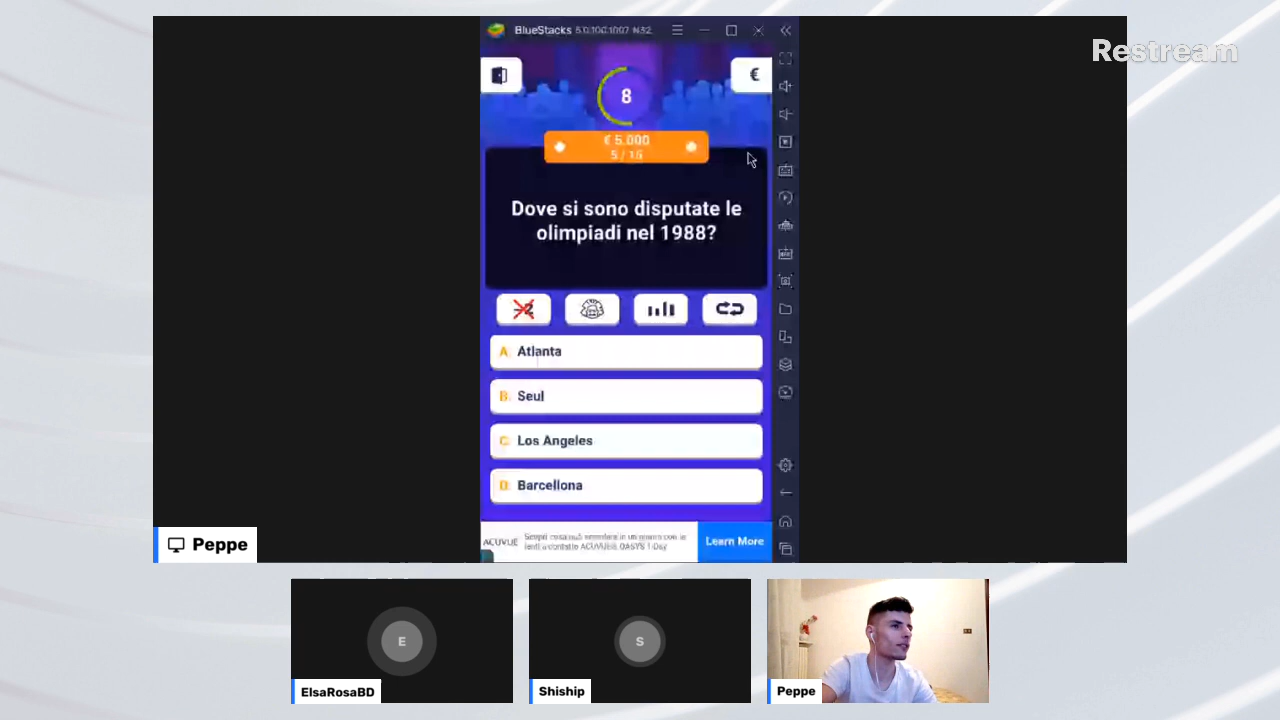 BlueStacks
Restream
€
8
€ 5.000
5 / 15
Dove si sono disputate le
olimpiadi nel 1988?
A. Atlanta
B. Seul
C. Los Angeles
D. Barcellona
ACUVUE
Learn More
Peppe
E
S
ElsaRosaBD
Shiship
Peppe